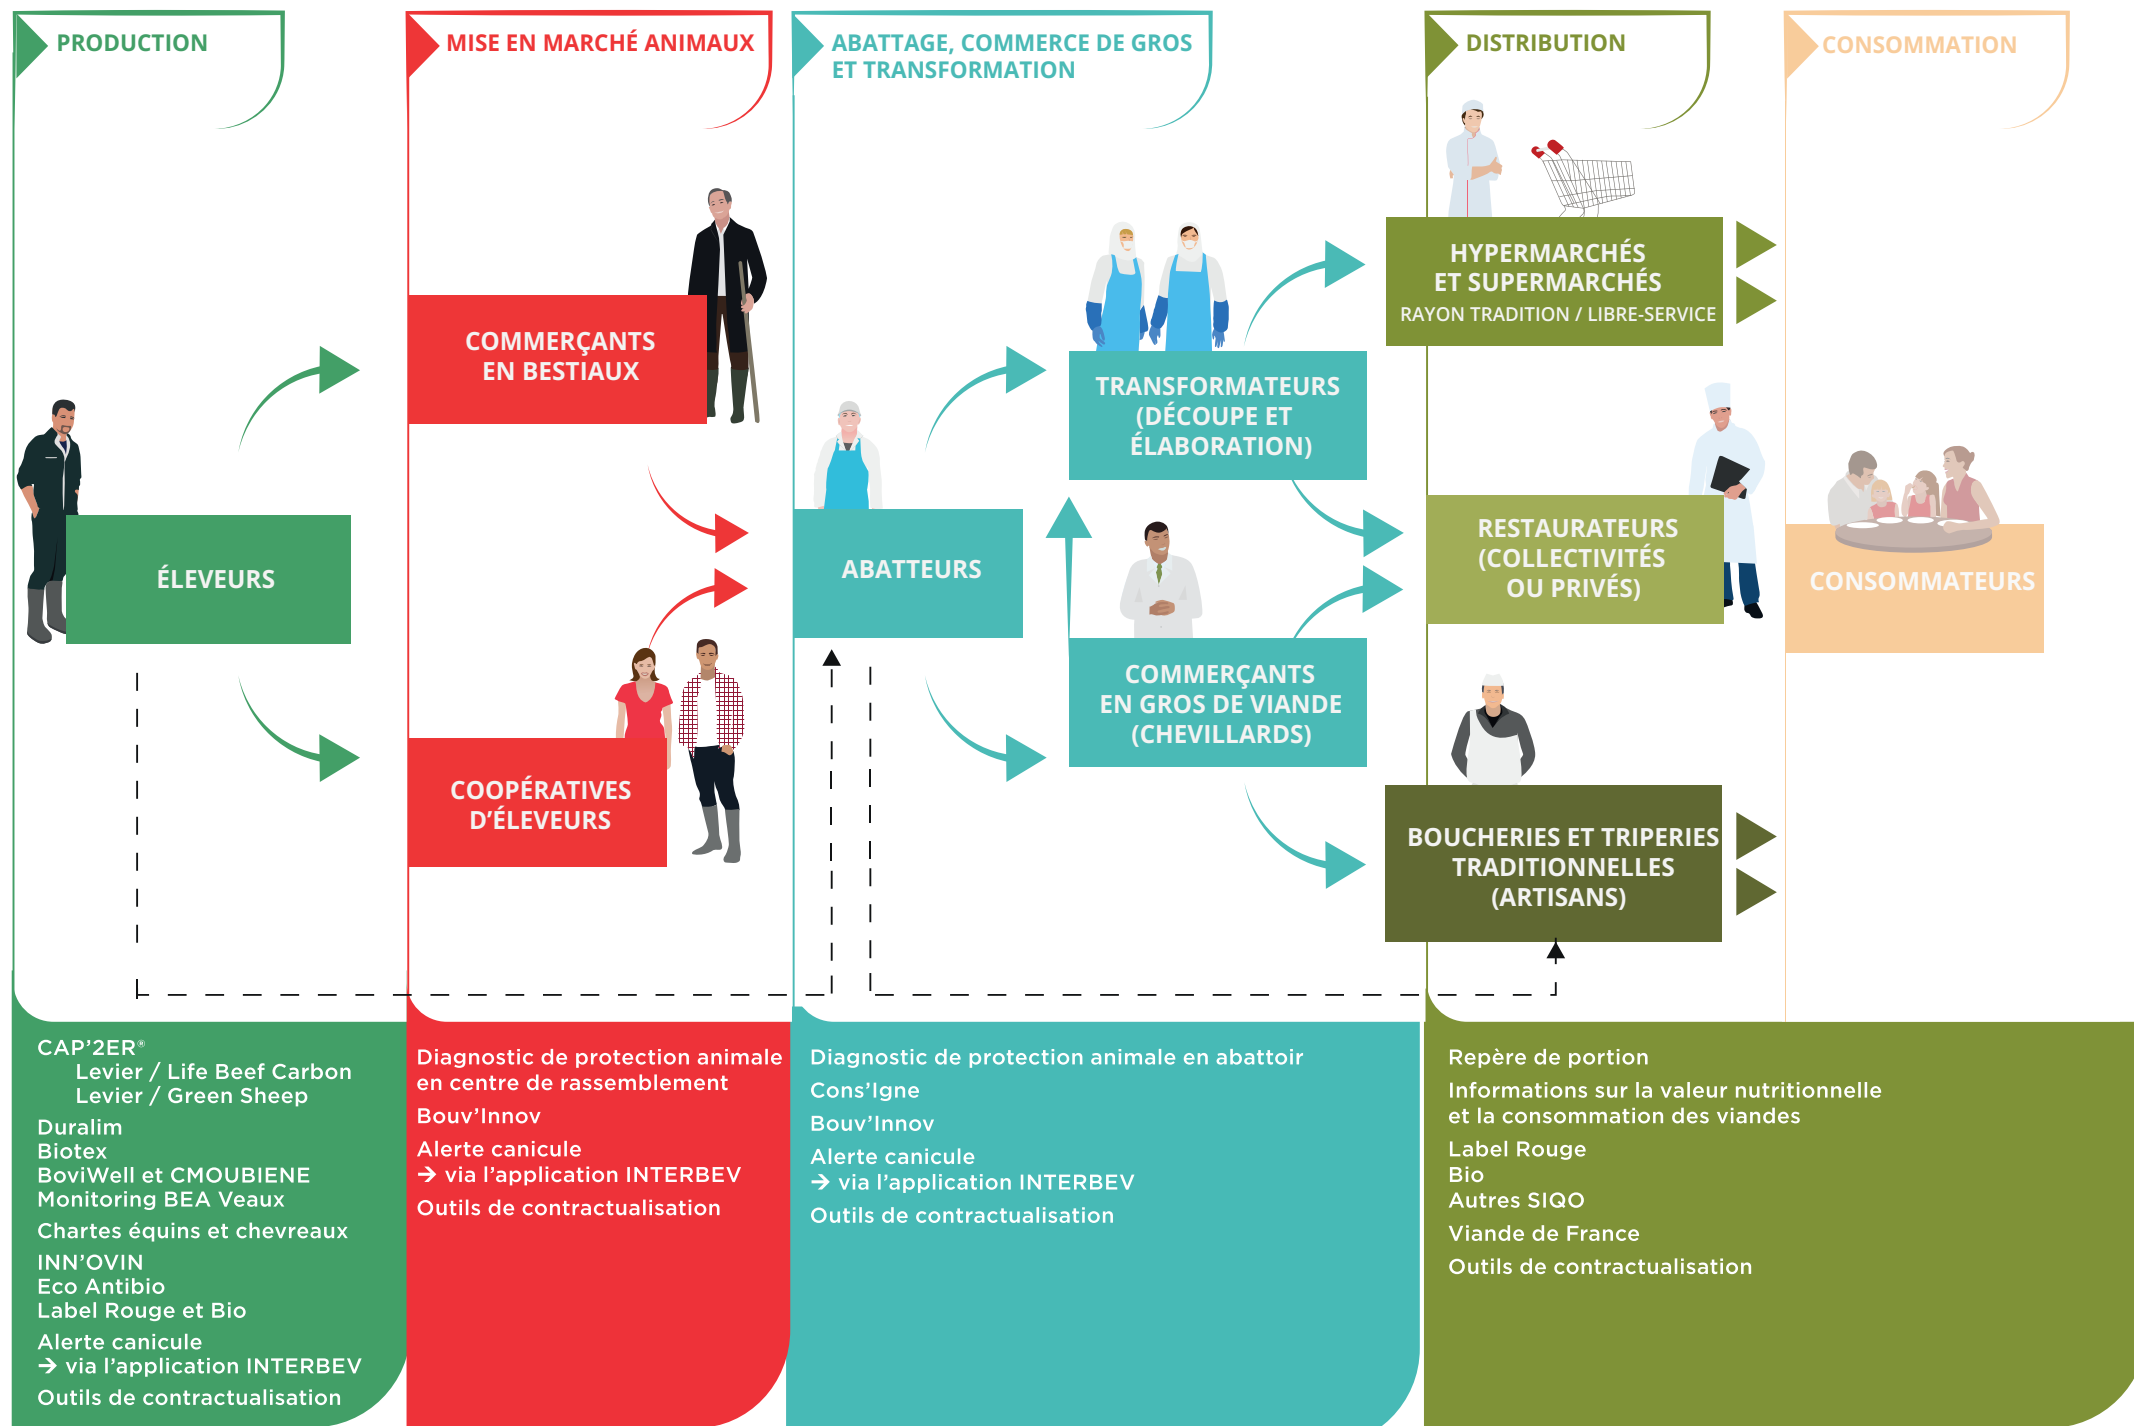 PRODUCTION
MISE EN MARCHÉ ANIMAUX
ABATTAGE, COMMERCE DE GROS
ET TRANSFORMATION
DISTRIBUTION
CONSOMMATION
ÉLEVEURS
COMMERÇANTS
EN BESTIAUX
COOPÉRATIVES
D’ÉLEVEURS
ABATTEURS
TRANSFORMATEURS
(DÉCOUPE ET
ÉLABORATION)
COMMERÇANTS
EN GROS DE VIANDE
(CHEVILLARDS)
HYPERMARCHÉS
ET SUPERMARCHÉS
RAYON TRADITION / LIBRE-SERVICE
RESTAURATEURS
(COLLECTIVITÉS
OU PRIVÉS)
BOUCHERIES ET TRIPERIES
TRADITIONNELLES
(ARTISANS)
CONSOMMATEURS
CAP’2ER®
Levier / Life Beef Carbon
Levier / Green Sheep
Duralim
Biotex
BoviWell et CMOUBIENE
Monitoring BEA Veaux
Chartes équins et chevreaux
INN’OVIN
Eco Antibio
Label Rouge et Bio
Alerte canicule
→ via l’application INTERBEV
Outils de contractualisation
Diagnostic de protection animale
en centre de rassemblement
Bouv’Innov
Alerte canicule
→ via l’application INTERBEV
Outils de contractualisation
Diagnostic de protection animale en abattoir
Cons’Igne
Bouv’Innov
Alerte canicule
→ via l’application INTERBEV
Outils de contractualisation
Repère de portion
Informations sur la valeur nutritionnelle
et la consommation des viandes
Label Rouge
Bio
Autres SIQO
Viande de France
Outils de contractualisation